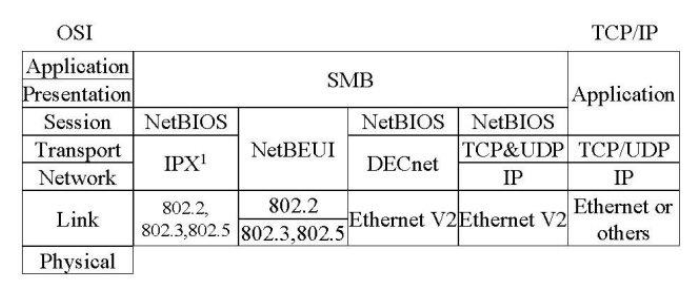 OSI TCP/IP
Application
SMB
Presentation
Application
Session NetBIOS NetBIOS NetBIOS
NetBEUI
Transport TCP&UDP TCP/UDP
IPX¹ DECnet
Network IP IP
802.2, 802.2 Ethernet or
Link Ethernet V2 Ethernet V2
802.3,802.5 802.3,802.5 others
Physical